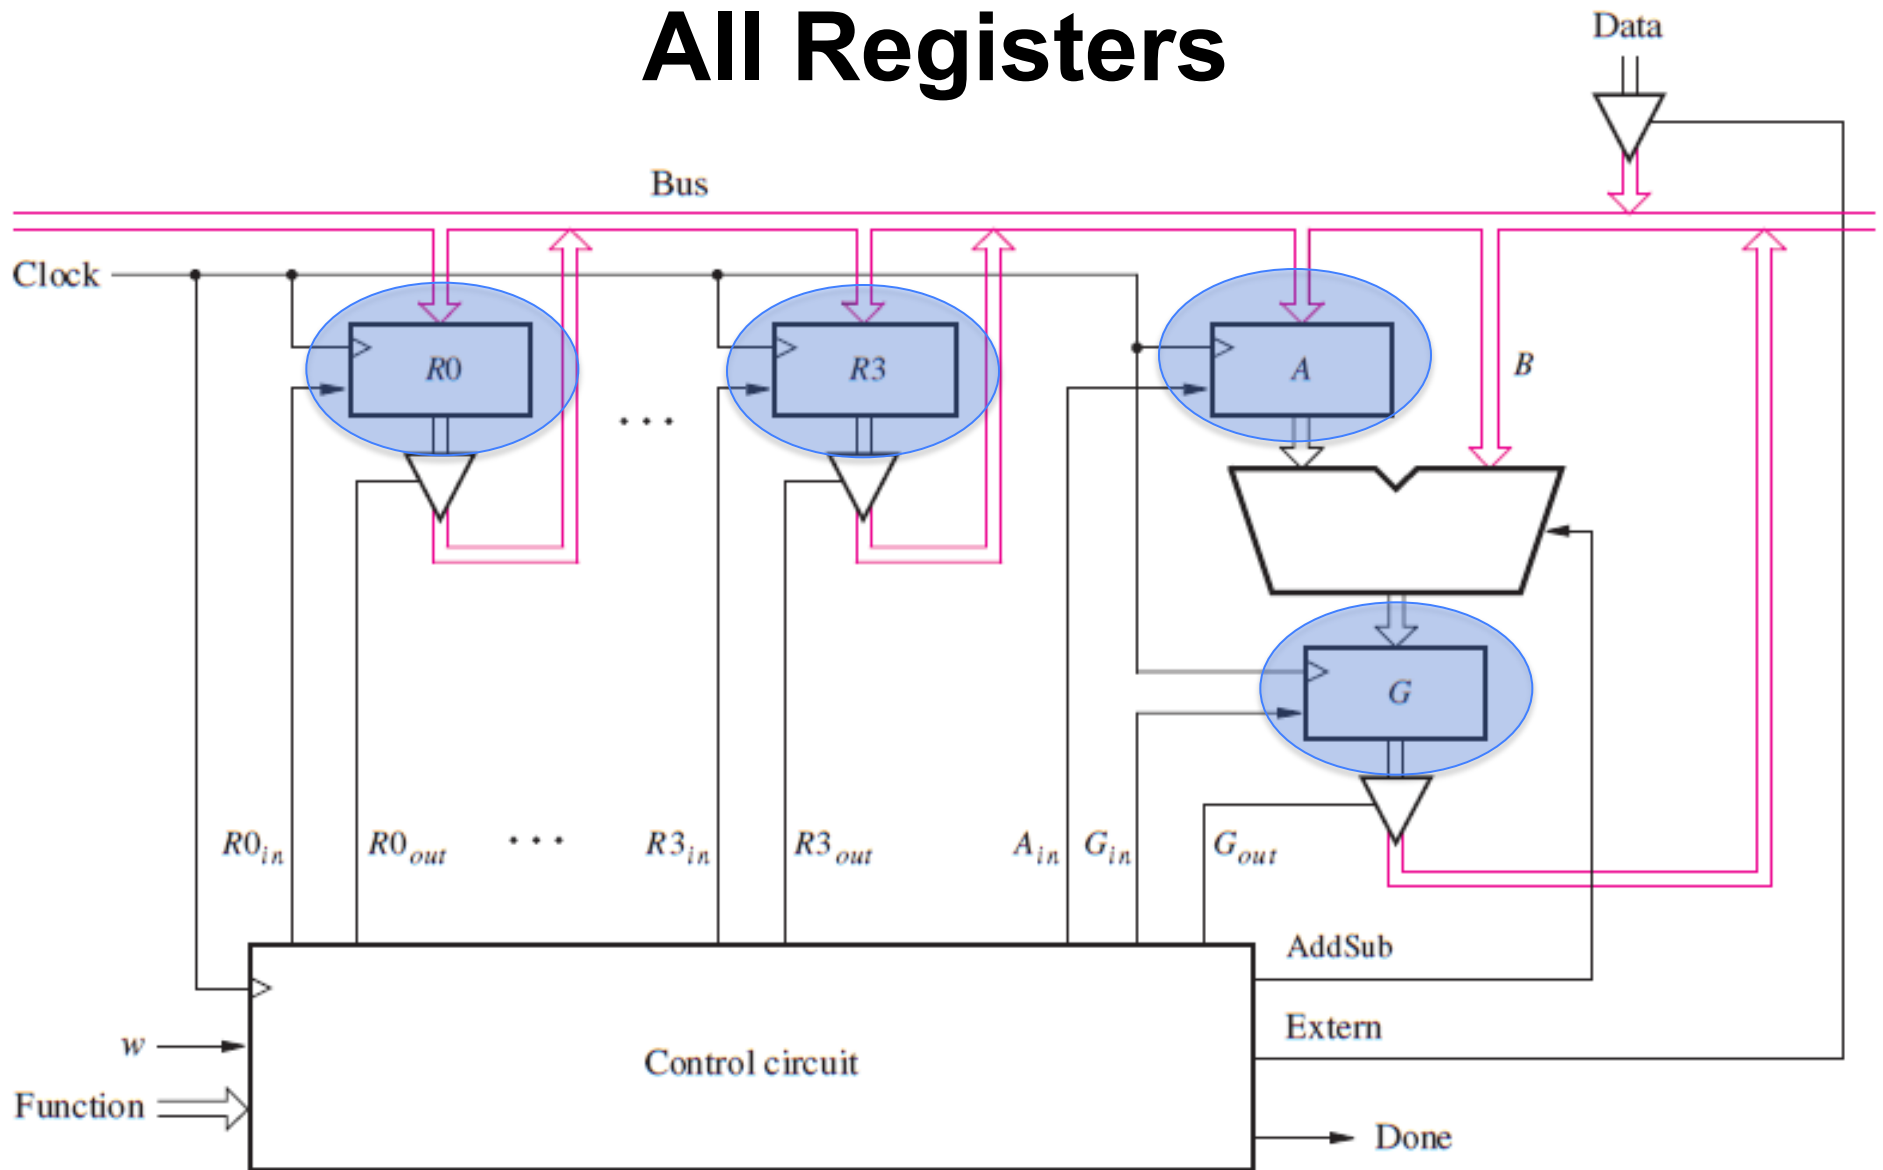 All Registers
Data
Bus
Clock
R0
R3
A
B
...
G
R0in
R0out
...
R3in
R3out
Ain
Gin
Gout
AddSub
Extern
w
Control circuit
Function
Done